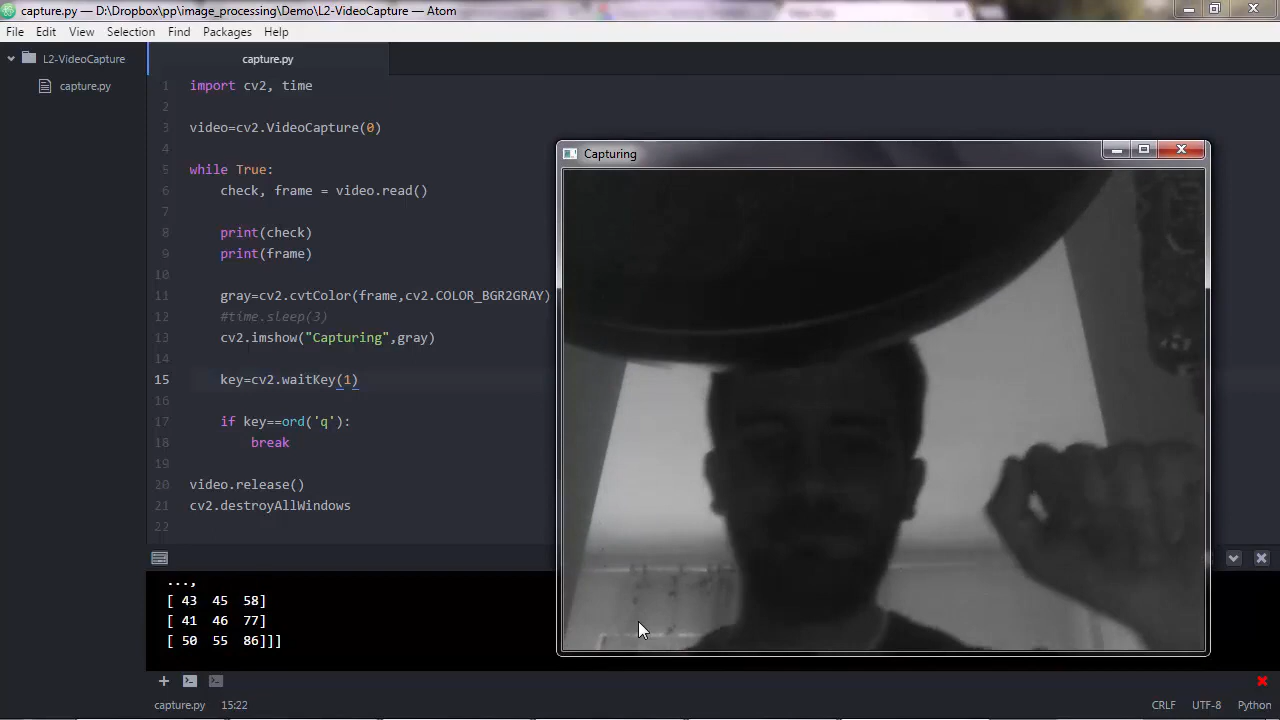 capture.py — D:\Dropbox\pp\image_processing\Demo\L2-VideoCapture — Atom
File Edit View Selection Find Packages Help
L2-VideoCapture
capture.py
capture.py
1 import cv2, time
2
3 video=cv2.VideoCapture(0)
4
5 while True:
6 check, frame = video.read()
7
8 print(check)
9 print(frame)
10
11 gray=cv2.cvtColor(frame,cv2.COLOR_BGR2GRAY)
12 #time.sleep(3)
13 cv2.imshow("Capturing",gray)
14
15 key=cv2.waitKey(1)
16
17 if key==ord('q'):
18 break
19
20 video.release()
21 cv2.destroyAllWindows
22
Capturing
...,
[ 43 45 58]
[ 41 46 77]
[ 50 55 86]]]
capture.py 15:22 CRLF UTF-8 Python